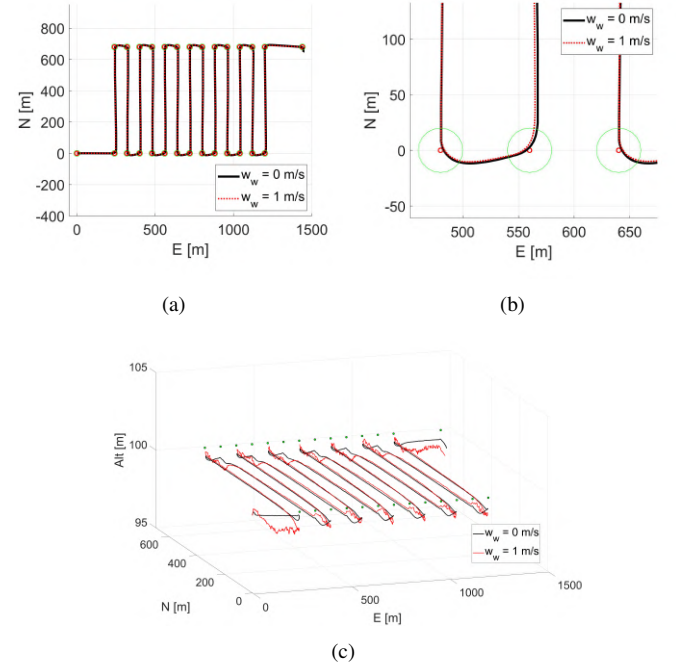 800
600
400
200
0
-200
-400
N [m]
w_w = 0 m/s
w_w = 1 m/s
0
500
1000
1500
E [m]
(a)
100
50
0
-50
N [m]
w_w = 0 m/s
w_w = 1 m/s
500
550
600
650
E [m]
(b)
105
100
95
Alt [m]
600
400
200
0
N [m]
w_w = 0 m/s
w_w = 1 m/s
0
500
1000
1500
E [m]
(c)